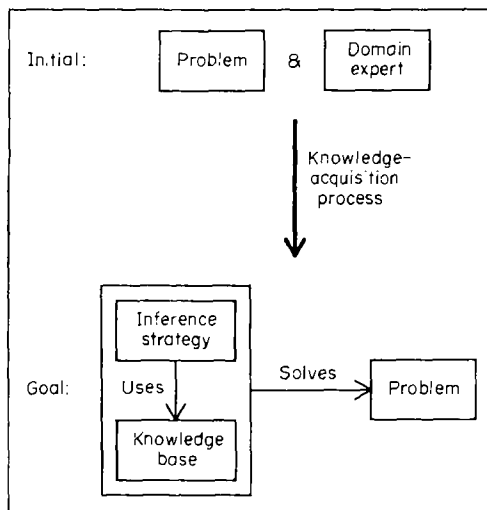 Initial:
Problem
&
Domain
expert
Knowledge-
acquisition
process
Inference
strategy
Goal:
Uses
Solves
Problem
Knowledge
base